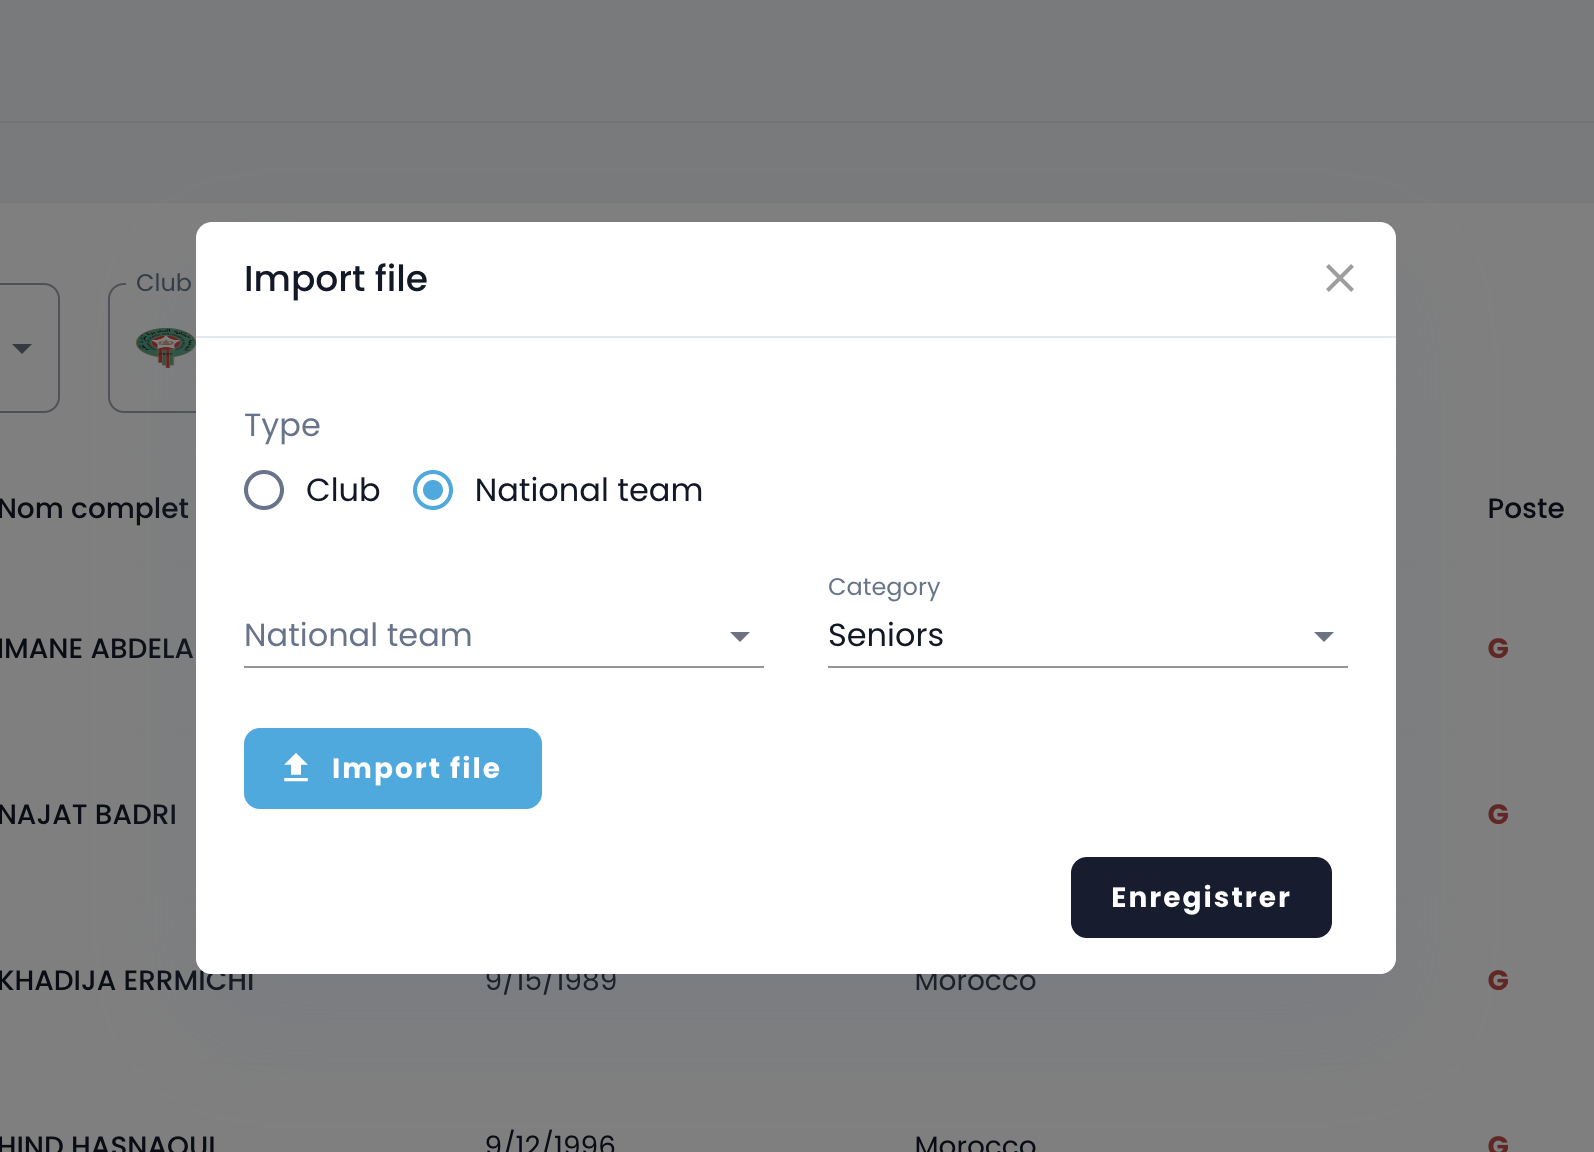 Import file
Club
Type
Club National team
Nom complet Poste
Category
National team Seniors
IMANE ABDELA G
Import file
NAJAT BADRI G
Enregistrer
KHADIJA ERRMICHI 9/15/1989 Morocco G
HIND HASNAOUI 9/12/1996 Morocco G